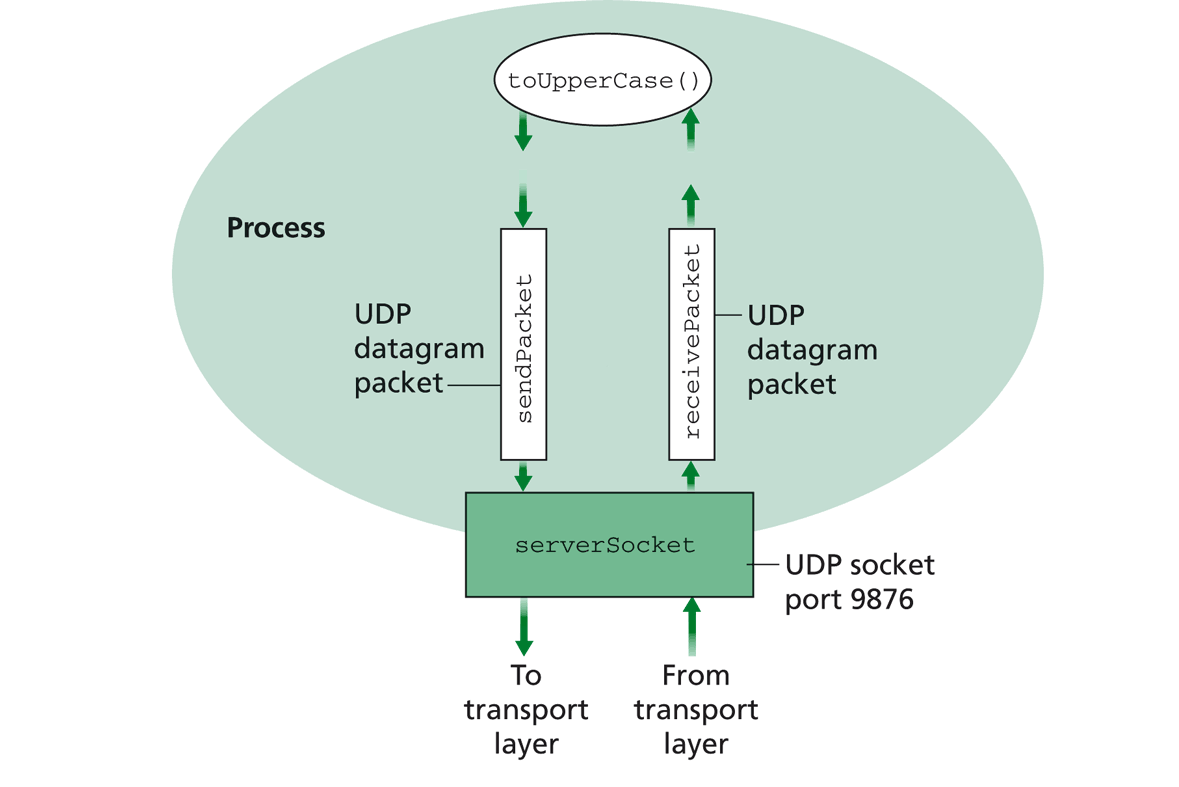 toUpperCase()
Process
UDP
datagram
packet
sendPacket
receivePacket
UDP
datagram
packet
serverSocket
UDP socket
port 9876
To
transport
layer
From
transport
layer